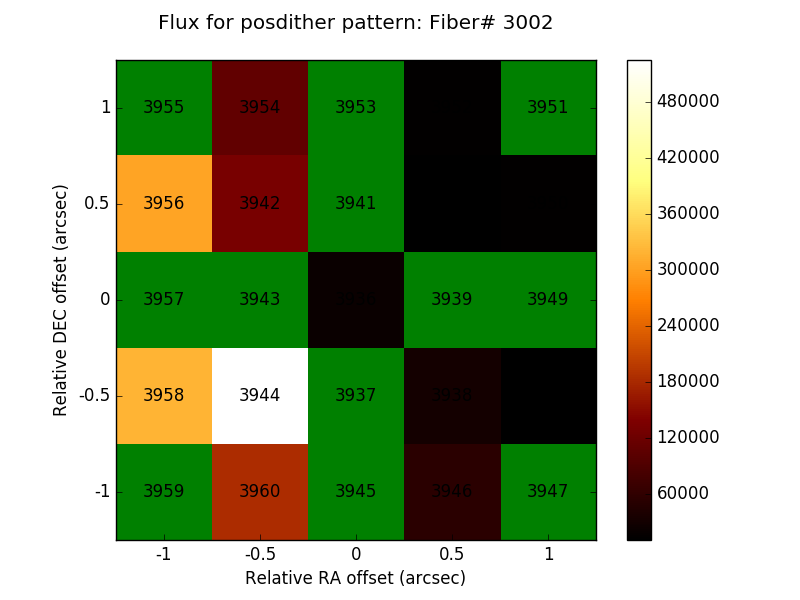 Flux for posdither pattern: Fiber# 3002
Relative DEC offset (arcsec)
1
0.5
0
-0.5
-1
3955 3954 3953 3951
3956 3942 3941
3957 3943 3939 3949
3958 3944 3937 3938
3959 3960 3945 3946 3947
-1 -0.5 0 0.5 1
Relative RA offset (arcsec)
480000
420000
360000
300000
240000
180000
120000
60000